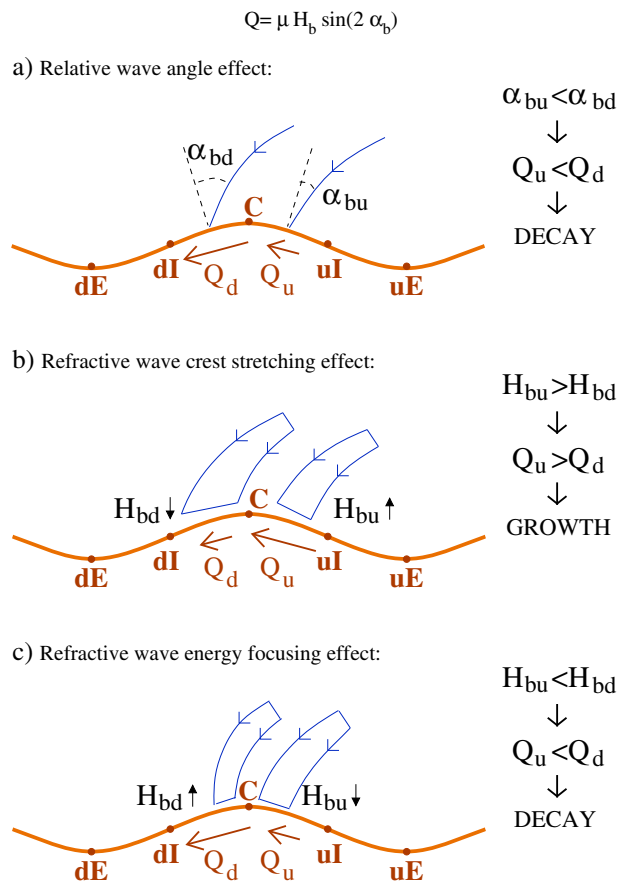 Q= μ H_b sin(2 α_b)
a) Relative wave angle effect:
α_bu<α_bd
↓
Q_u<Q_d
↓
DECAY
α_bd
α_bu
C
dE dI Q_d Q_u uI uE
b) Refractive wave crest stretching effect:
H_bu>H_bd
↓
Q_u>Q_d
↓
GROWTH
H_bd↓ C H_bu↑
dE dI Q_d Q_u uI uE
c) Refractive wave energy focusing effect:
H_bu<H_bd
↓
Q_u<Q_d
↓
DECAY
H_bd↑ C H_bu↓
dE dI Q_d Q_u uI uE